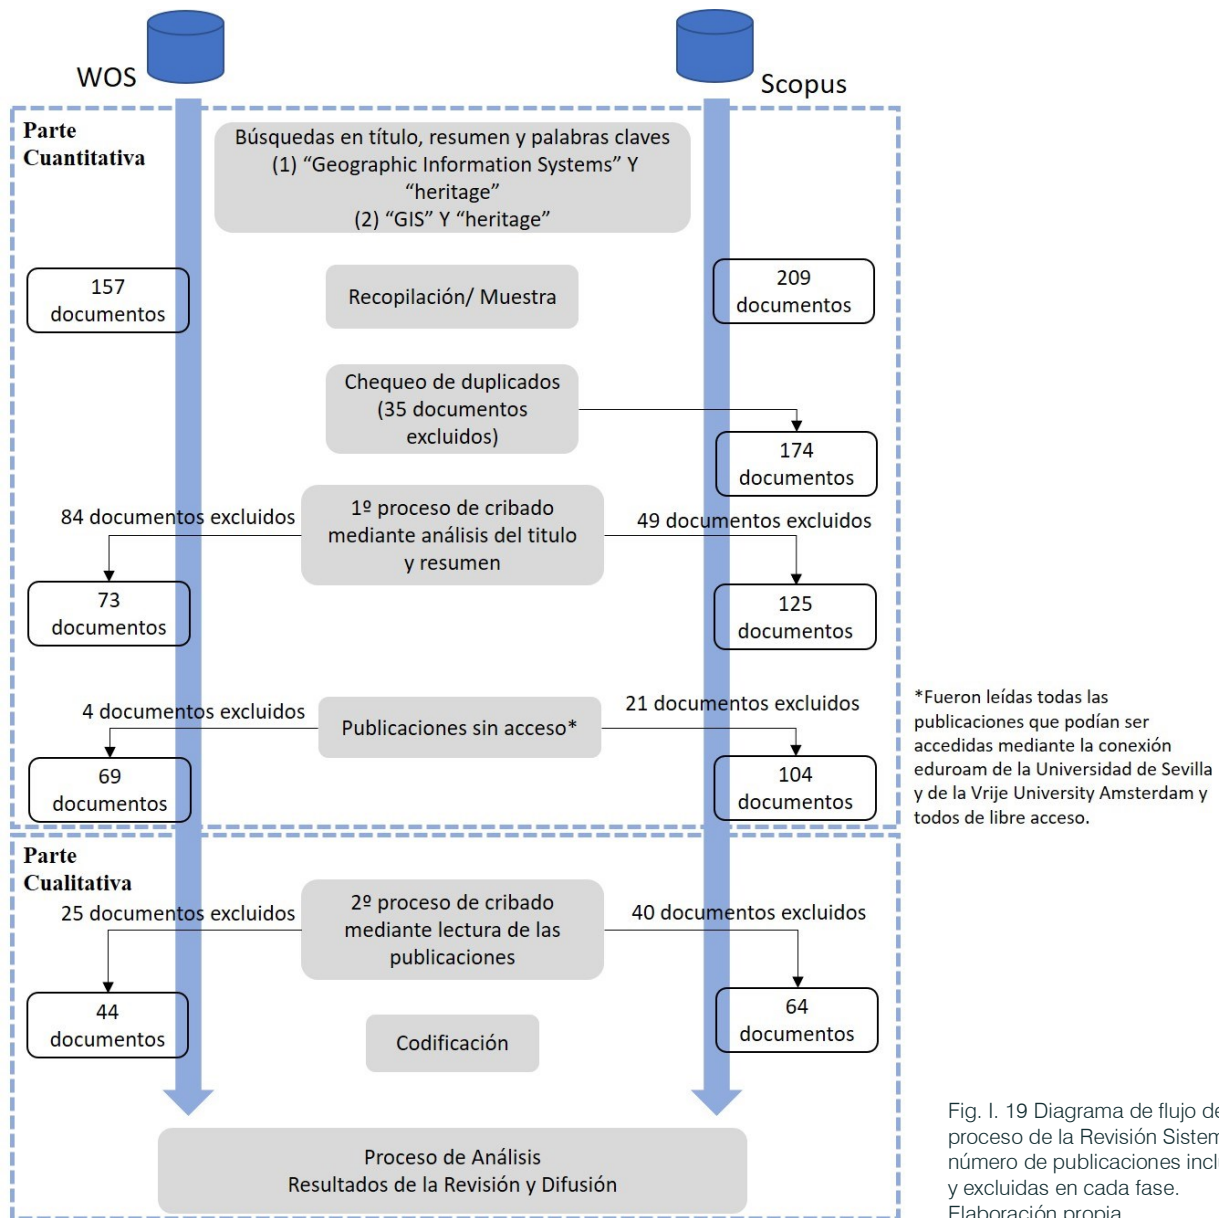 WOS
Scopus
Parte
Cuantitativa
Búsquedas en título, resumen y palabras claves
(1) “Geographic Information Systems” Y
“heritage”
(2) “GIS” Y “heritage”
157
documentos
Recopilación/ Muestra
209
documentos
Chequeo de duplicados
(35 documentos
excluidos)
174
documentos
84 documentos excluidos
1º proceso de cribado
mediante análisis del titulo
y resumen
49 documentos excluidos
73
documentos
125
documentos
4 documentos excluidos
Publicaciones sin acceso*
21 documentos excluidos
69
documentos
104
documentos
*Fueron leídas todas las
publicaciones que podían ser
accedidas mediante la conexión
eduroam de la Universidad de Sevilla
y de la Vrije University Amsterdam y
todos de libre acceso.
Parte
Cualitativa
25 documentos excluidos
2º proceso de cribado
mediante lectura de las
publicaciones
40 documentos excluidos
44
documentos
64
documentos
Codificación
Proceso de Análisis
Resultados de la Revisión y Difusión
Fig. I. 19 Diagrama de flujo de
proceso de la Revisión
número de publicaciones
y excluidas en cada fase.
Elaboración propia